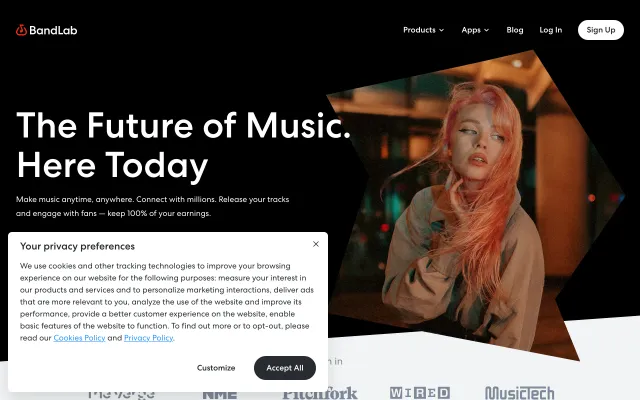 BandLab
Products
Apps
Blog
Log In
Sign Up
The Future of Music.
Here Today
Make music anytime, anywhere. Connect with millions. Release your tracks
and engage with fans — keep 100% of your earnings.
Your privacy preferences
We use cookies and other tracking technologies to improve your browsing
experience on our website for the following purposes: measure your interest in
our products and services and to personalize marketing interactions, deliver ads
that are more relevant to you, analyze the use of the website and improve its
performance, provide a better customer experience on the website, enable
basic features of the website to function. To find out more or to opt-out, please
read our Cookies Policy and Privacy Policy.
Customize
Accept All
in
NME
Pitchfork
WIRED
MusicTech